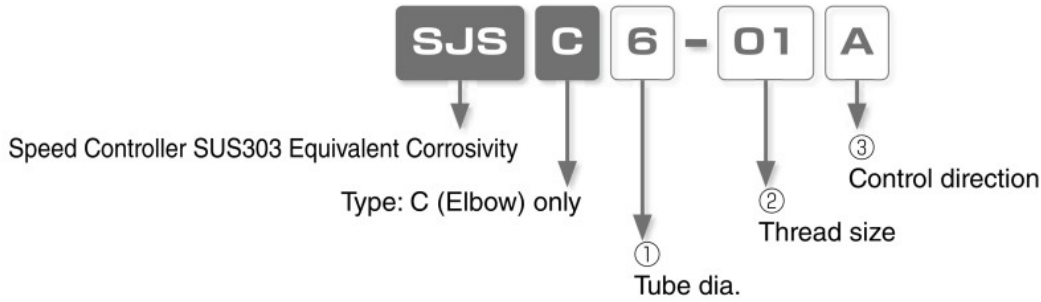 SJS C 6 - 01 A
Speed Controller SUS303 Equivalent Corrosivity
Type: C (Elbow) only
①
Tube dia.
②
Thread size
③
Control direction